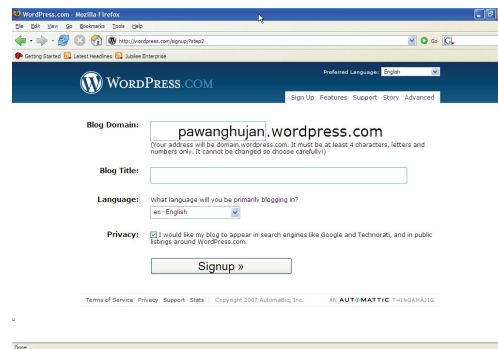 WordPress.com - Mozilla Firefox
File Edit View Go Bookmarks Tools Help
http://wordpress.com/signup/?step2
Go
G
Getting Started Latest Headlines Jubilee Enterprise
WORDPRESS.COM
Preferred Language: English
Sign Up Features Support Story Advanced
Blog Domain:
pawanghujan.wordpress.com
(Your address will be domain.wordpress.com. It must be at least 4 characters, letters and
numbers only. It cannot be changed so choose carefully!)
Blog Title:
Language: What language will you be primarily blogging in?
en - English
Privacy: I would like my blog to appear in search engines like Google and Technorati, and in public
listings around WordPress.com.
Signup »
Terms of Service Privacy Support Stats | Copyright 2007 Automattic, Inc. AN AUTOMATTIC THINGAMAJIG
Done